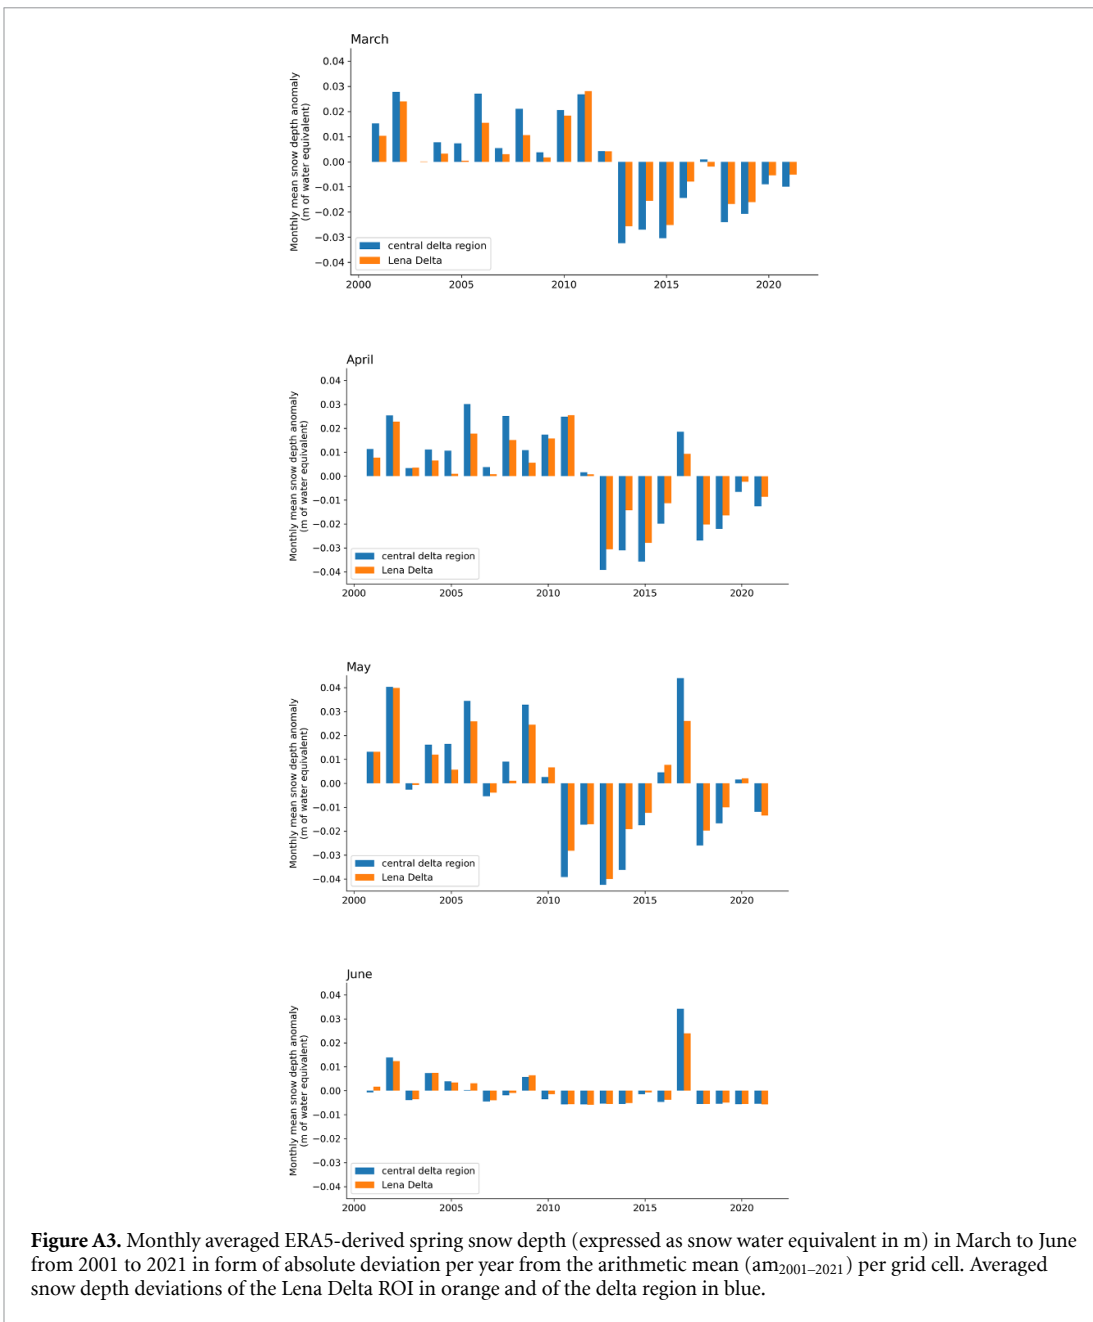 March
Monthly mean snow depth anomaly
(m of water equivalent)
0.04
0.03
0.02
0.01
0.00
−0.01
−0.02
−0.03
−0.04
central delta region
Lena Delta
2000 2005 2010 2015 2020
April
Monthly mean snow depth anomaly
(m of water equivalent)
0.04
0.03
0.02
0.01
0.00
−0.01
−0.02
−0.03
−0.04
central delta region
Lena Delta
2000 2005 2010 2015 2020
May
Monthly mean snow depth anomaly
(m of water equivalent)
0.04
0.03
0.02
0.01
0.00
−0.01
−0.02
−0.03
−0.04
central delta region
Lena Delta
2000 2005 2010 2015 2020
June
Monthly mean snow depth anomaly
(m of water equivalent)
0.04
0.03
0.02
0.01
0.00
−0.01
−0.02
−0.03
−0.04
central delta region
Lena Delta
2000 2005 2010 2015 2020
Figure A3. Monthly averaged ERA5-derived spring snow depth (expressed as snow water equivalent in m) in March to June
from 2001 to 2021 in form of absolute deviation per year from the arithmetic mean (am2001–2021) per grid cell. Averaged
snow depth deviations of the Lena Delta ROI in orange and of the delta region in blue.